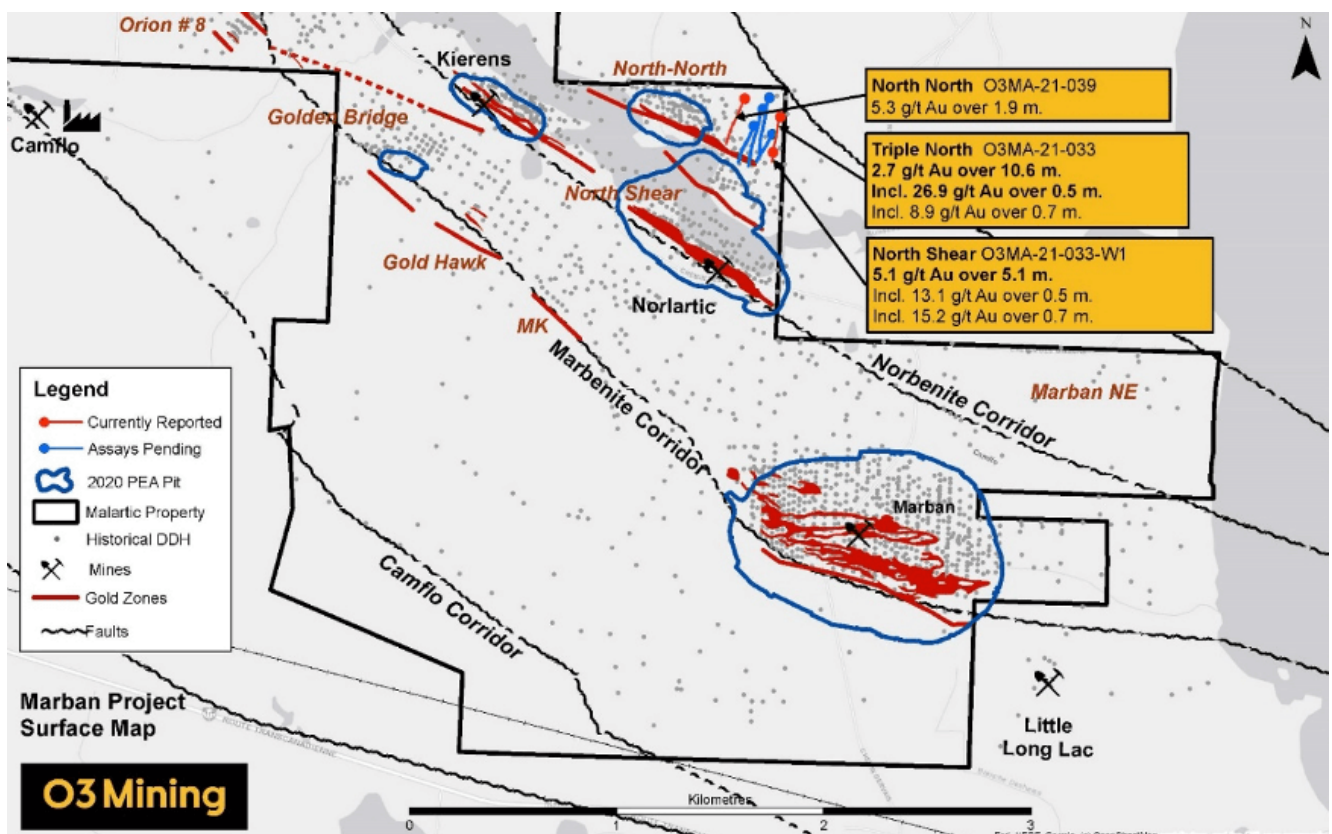 Orion # 8
Kierens
North-North
N
North North O3MA-21-039
5.3 g/t Au over 1.9 m.
Golden Bridge
Camflo
Triple North O3MA-21-033
2.7 g/t Au over 10.6 m.
Incl. 26.9 g/t Au over 0.5 m.
Incl. 8.9 g/t Au over 0.7 m.
North Shear
North Shear O3MA-21-033-W1
5.1 g/t Au over 5.1 m.
Incl. 13.1 g/t Au over 0.5 m.
Incl. 15.2 g/t Au over 0.7 m.
Gold Hawk
Norlartic
MK
Marbenite Corridor
Norbenite Corridor
Marban NE
Legend
Currently Reported
Assays Pending
2020 PEA Pit
Malartic Property
Historical DDH
Mines
Gold Zones
Faults
Marban
Camflo Corridor
Marban Project
Surface Map
ROUTE TRANSCANADIENNE
Little
Long Lac
O3 Mining
Kilometres
0 1 2 3